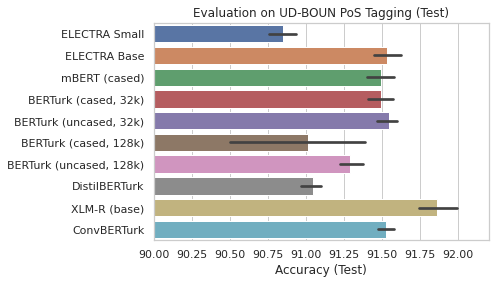 Evaluation on UD-BOUN PoS Tagging (Test)
ELECTRA Small
ELECTRA Base
mBERT (cased)
BERTurk (cased, 32k)
BERTurk (uncased, 32k)
BERTurk (cased, 128k)
BERTurk (uncased, 128k)
DistilBERTurk
XLM-R (base)
ConvBERTurk
90.00 90.25 90.50 90.75 91.00 91.25 91.50 91.75 92.00
Accuracy (Test)